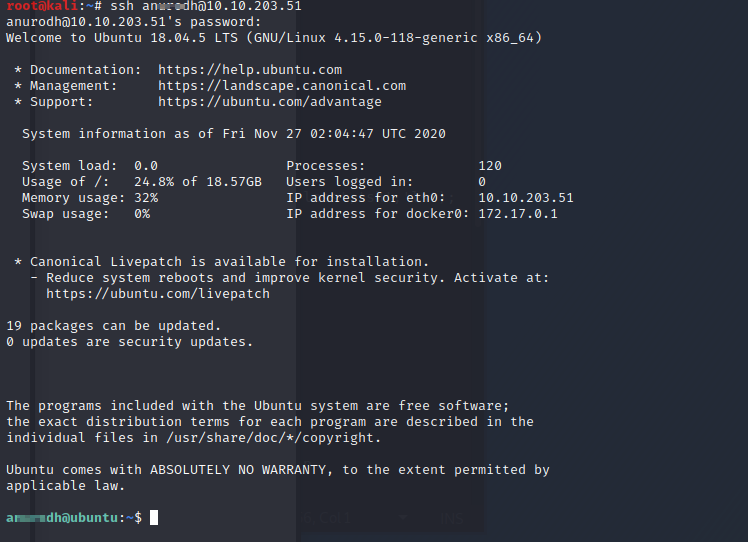 root@kali:~# ssh anurodh@10.10.203.51
anurodh@10.10.203.51's password:
Welcome to Ubuntu 18.04.5 LTS (GNU/Linux 4.15.0-118-generic x86_64)
* Documentation:  https://help.ubuntu.com
* Management:     https://landscape.canonical.com
* Support:        https://ubuntu.com/advantage
System information as of Fri Nov 27 02:04:47 UTC 2020
System load:  0.0                Processes:              120
Usage of /:   24.8% of 18.57GB   Users logged in:        0
Memory usage: 32%                IP address for eth0:    10.10.203.51
Swap usage:   0%                 IP address for docker0: 172.17.0.1
* Canonical Livepatch is available for installation.
- Reduce system reboots and improve kernel security. Activate at:
https://ubuntu.com/livepatch
19 packages can be updated.
0 updates are security updates.
The programs included with the Ubuntu system are free software;
the exact distribution terms for each program are described in the
individual files in /usr/share/doc/*/copyright.
Ubuntu comes with ABSOLUTELY NO WARRANTY, to the extent permitted by
applicable law.
@ubuntu:~$